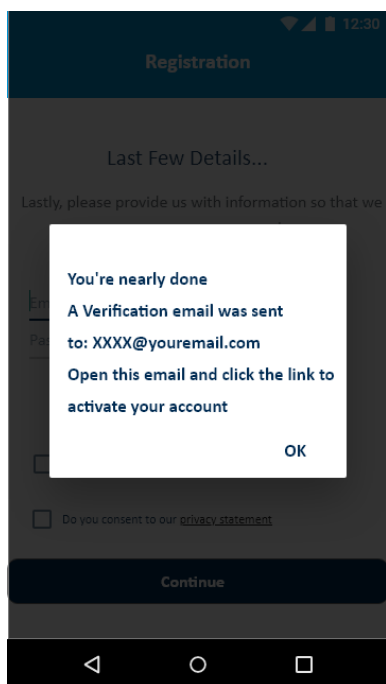 12:30
Registration
Last Few Details...
Lastly, please provide us with information so that we
You're nearly done
A Verification email was sent
to: XXXX@youremail.com
Open this email and click the link to
activate your account
OK
Do you consent to our privacy statement
Continue